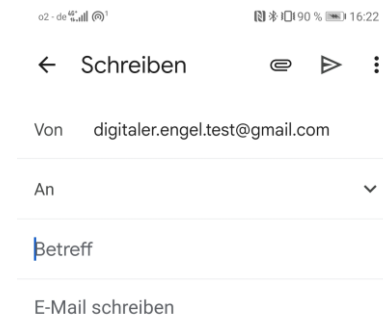 o2 - de 90 % 16:22
Schreiben
Von digitaler.engel.test@gmail.com
An
Betreff
E-Mail schreiben